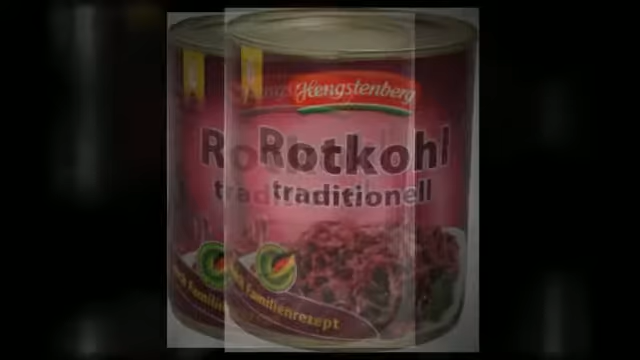 Hengstenberg
Rotkohl
traditionell
Familienrezept